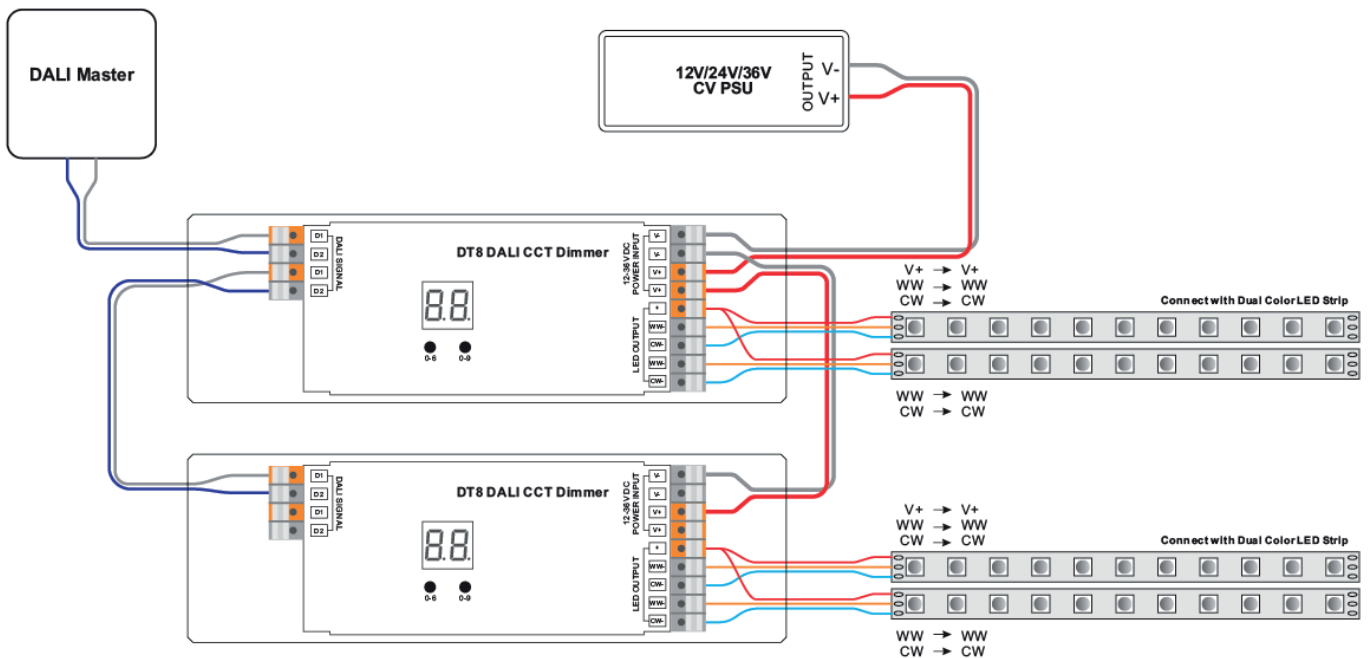 DALI Master
12V/24V/36V
CV PSU
OUTPUT
V-
V+
DT8 DALI CCT Dimmer
D1
D2
D1
D2
DALI SIGNAL
88.
0-6
0-9
12-36VDC
POWER INPUT
V-
V-
V+
V+
LED OUTPUT
+
WW-
CW-
WW-
CW-
V+ → V+
WW → WW
CW → CW
Connect with Dual Color LED Strip
WW → WW
CW → CW
DT8 DALI CCT Dimmer
D1
D2
D1
D2
DALI SIGNAL
88.
0-6
0-9
12-36VDC
POWER INPUT
V-
V-
V+
V+
LED OUTPUT
+
WW-
CW-
WW-
CW-
V+ → V+
WW → WW
CW → CW
Connect with Dual Color LED Strip
WW → WW
CW → CW